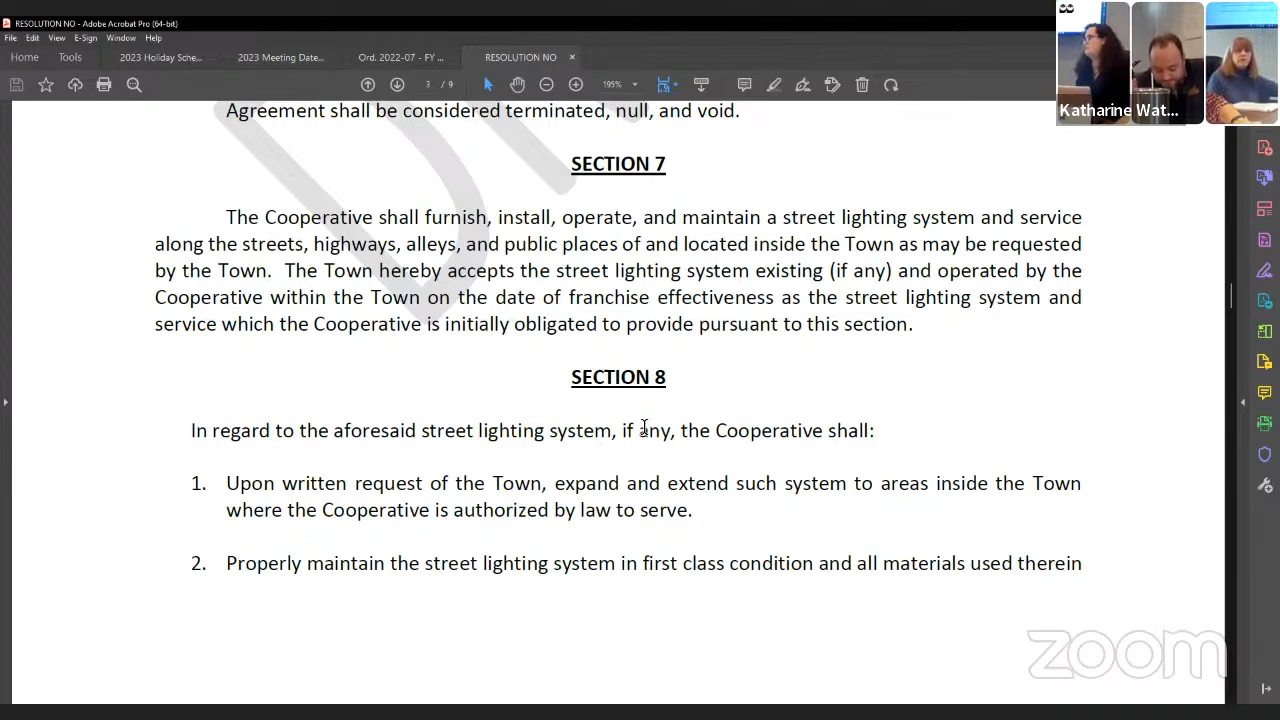 RESOLUTION NO - Adobe Acrobat Pro (64-bit)
File Edit View E-Sign Window Help
Home Tools 2023 Holiday Sche... 2023 Meeting Date... Ord. 2022-07 - FY ... RESOLUTION NO ×
3 / 9 195%
Katharine Wat...
Agreement shall be considered terminated, null, and void.
SECTION 7
The Cooperative shall furnish, install, operate, and maintain a street lighting system and service
along the streets, highways, alleys, and public places of and located inside the Town as may be requested
by the Town. The Town hereby accepts the street lighting system existing (if any) and operated by the
Cooperative within the Town on the date of franchise effectiveness as the street lighting system and
service which the Cooperative is initially obligated to provide pursuant to this section.
SECTION 8
In regard to the aforesaid street lighting system, if any, the Cooperative shall:
1. Upon written request of the Town, expand and extend such system to areas inside the Town
where the Cooperative is authorized by law to serve.
2. Properly maintain the street lighting system in first class condition and all materials used therein
zoom